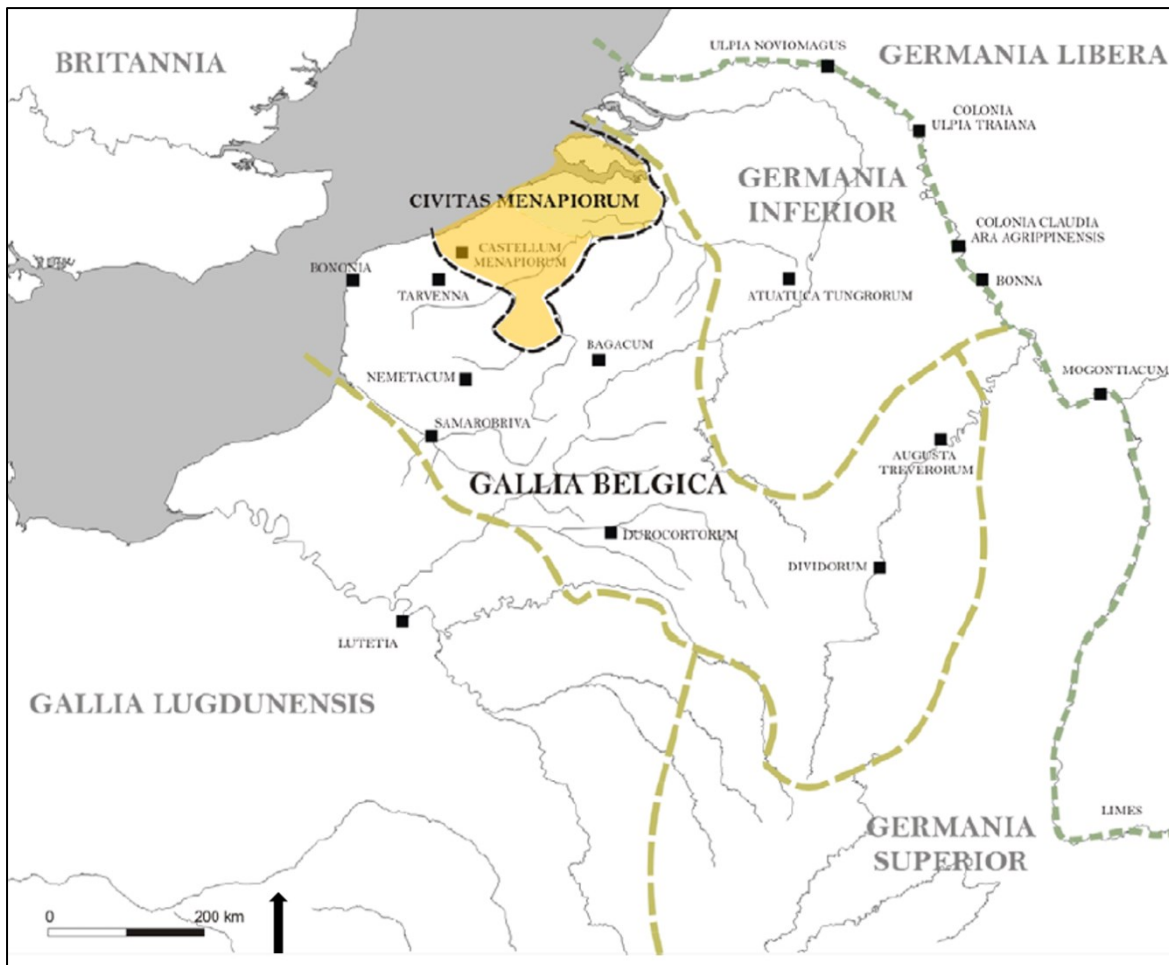 ULPIA NOVIOMAGUS
GERMANIA LIBERA
BRITANNIA
COLONIA
ULPIA TRAIANA
GERMANIA
INFERIOR
CIVITAS MENAPIORUM
COLONIA CLAUDIA
ARA AGRIPPINENSIS
CASTELLUM
MENAPIORUM
BONONIA
TARVENNA
ATUATUCA TUNGRORUM
BONNA
BAGACUM
NEMETACUM
MOGONTIACUM
SAMAROBRIVA
AUGUSTA
TREVERORUM
GALLIA BELGICA
DUROCORTORUM
DIVIDORUM
LUTETIA
GALLIA LUGDUNENSIS
LIMES
GERMANIA
SUPERIOR
0 200 km